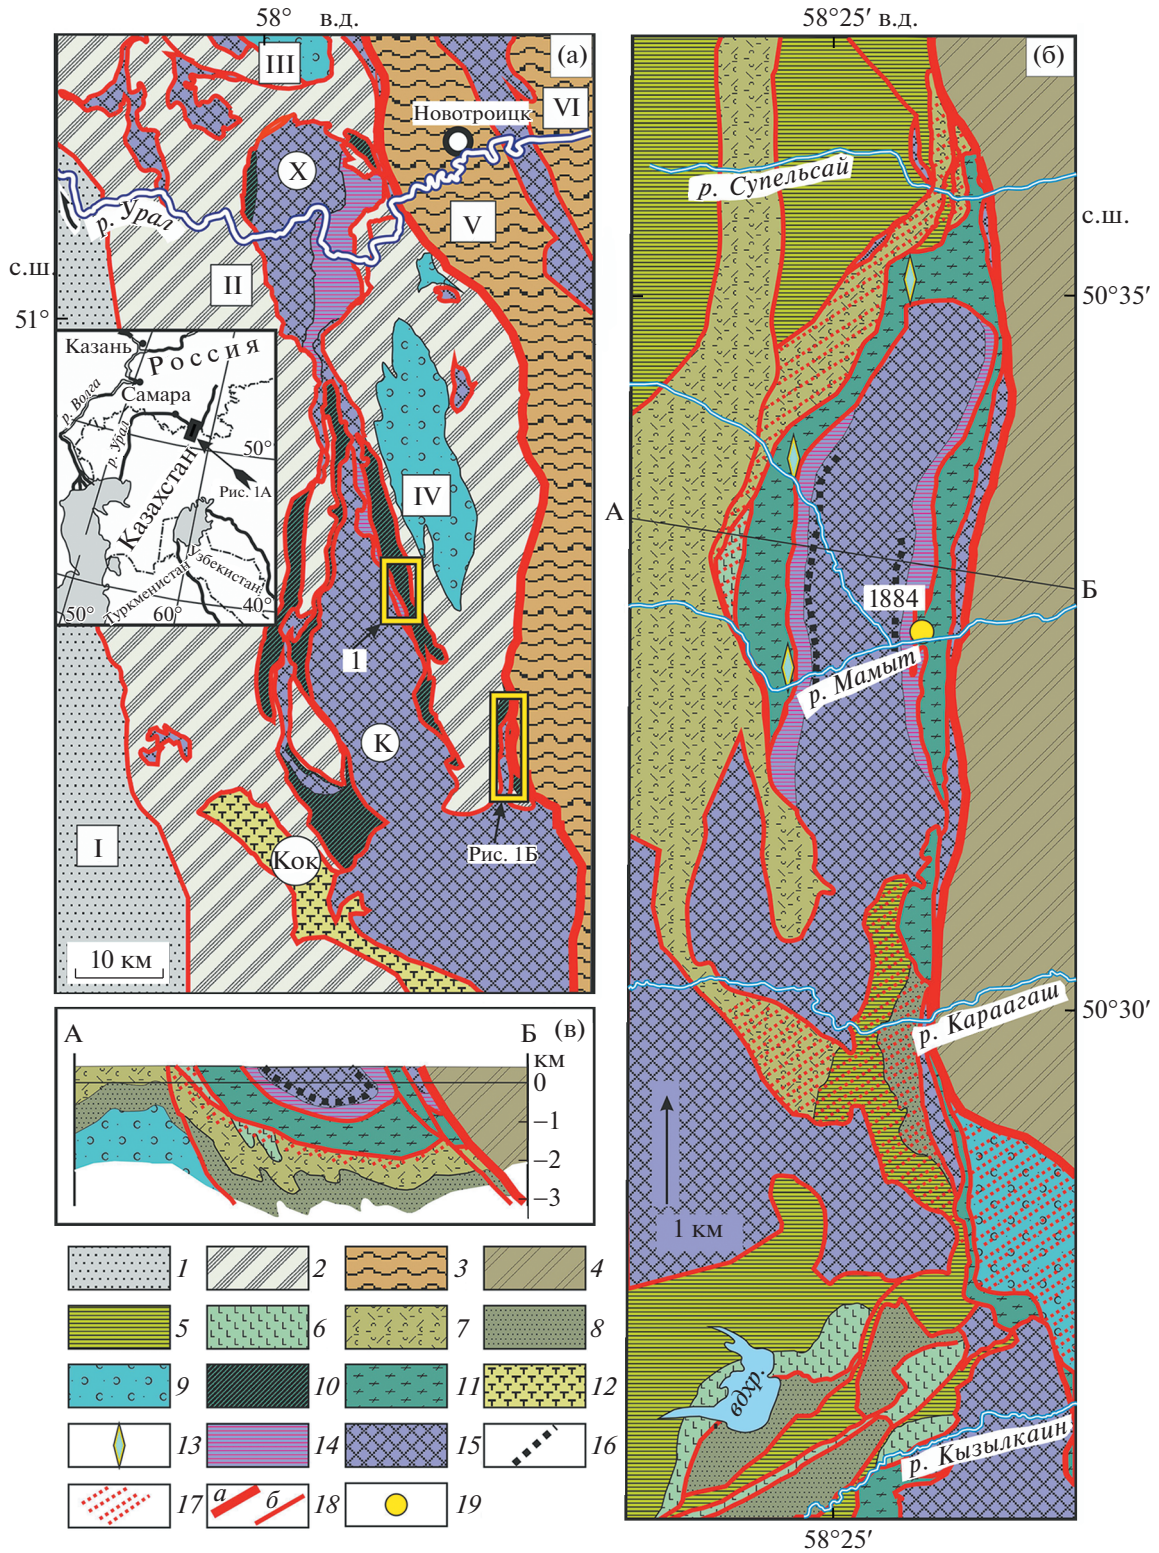 58° в.д.
(а)
III
VI
Новотроицк
X
р. Урал
V
II
с.ш.
51°
Казань
Россия
р. Волга
Самара
р. Урал
50°
Рис. 1А
Казахстан
Узбекистан
Туркменистан
50°
60°
40°
IV
1
К
I
Кок
Рис. 1Б
10 км
58°25′ в.д.
(б)
р. Супельсай
с.ш.
50°35′
А
Б
1884
р. Мамыт
50°30′
р. Караагаш
1 км
вдхр.
р. Кызылкаин
58°25′
А
Б
(в)
км
0
–1
–2
–3
1
2
3
4
5
6
7
8
9
10
11
12
13
14
15
16
17
а
б
18
19